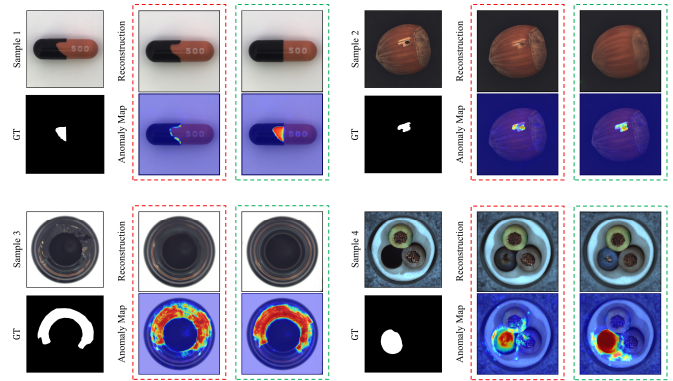 Sample 1
Reconstruction
500
500
500
GT
Anomaly Map
500
500
Sample 2
Reconstruction
GT
Anomaly Map
Sample 3
Reconstruction
GT
Anomaly Map
Sample 4
Reconstruction
GT
Anomaly Map